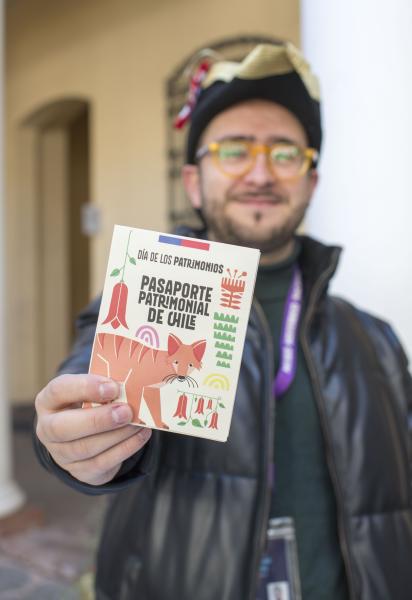 DÍA DE LOS PATRIMONIOS
PASAPORTE
PATRIMONIAL
DE CHILE